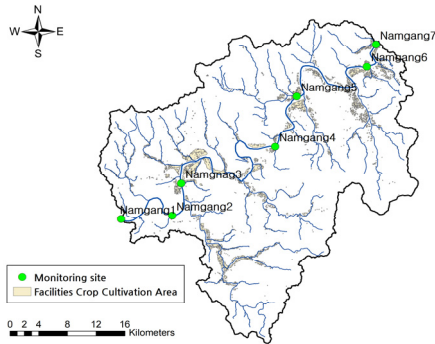 N
W E
S
Namgang7
Namgang6
Namgang5
Namgang4
Namgnag3
Namgang1
Namgang2
Monitoring site
Facilities Crop Cultivation Area
0 2 4 8 12 16
Kilometers